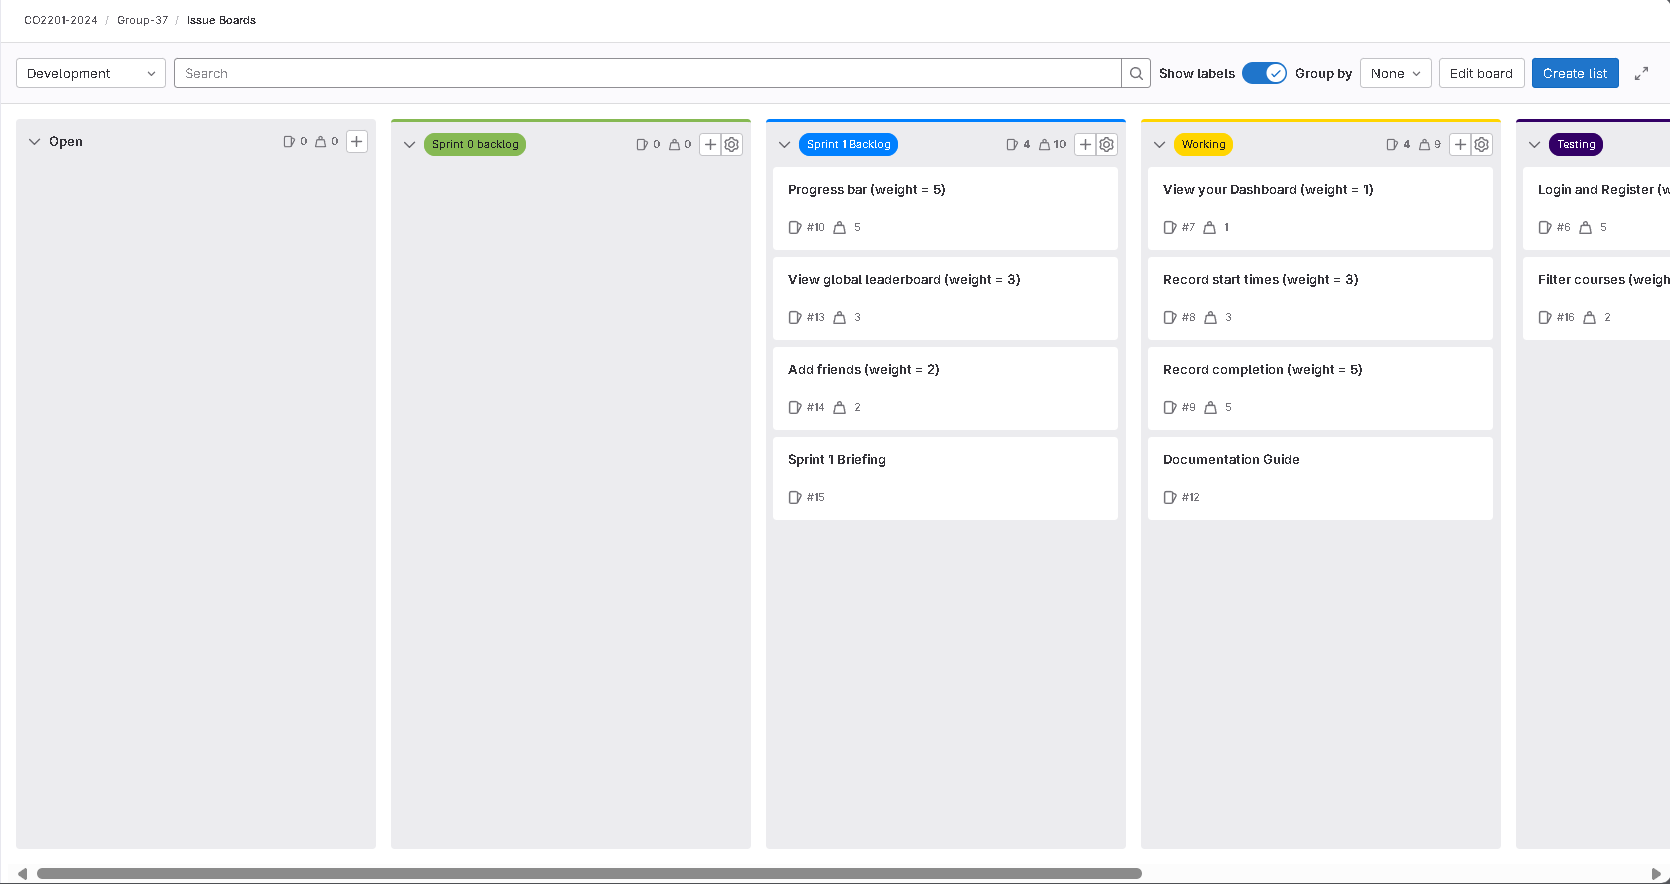 CO2201-2024 / Group-37 / Issue Boards
Development
Search
Show labels
Group by
None
Edit board
Create list
Open
0 0
Sprint 0 backlog
0 0
Sprint 1 Backlog
4 10
Progress bar (weight = 5)
#10 5
View global leaderboard (weight = 3)
#13 3
Add friends (weight = 2)
#14 2
Sprint 1 Briefing
#15
Working
4 9
View your Dashboard (weight = 1)
#7 1
Record start times (weight = 3)
#8 3
Record completion (weight = 5)
#9 5
Documentation Guide
#12
Testing
Login and Register (w
#6 5
Filter courses (weigh
#16 2